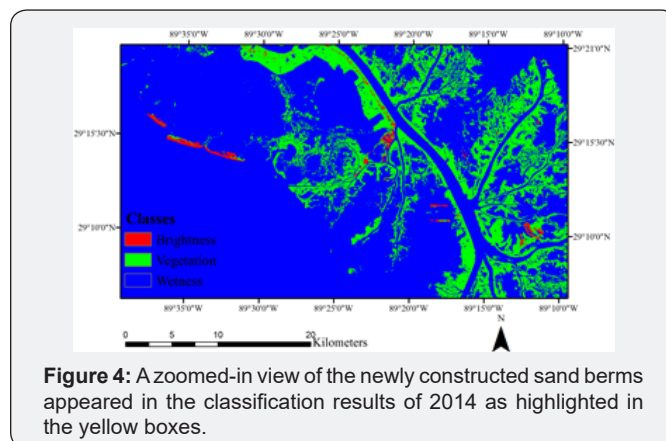 89°35'0"W 89°30'0"W 89°25'0"W 89°20'0"W 89°15'0"W 89°10'0"W
29°21'0"N
29°15'30"N 29°15'30"N
29°10'0"N 29°10'0"N
Classes
Brightness
Vegetation
Wetness
89°35'0"W 89°30'0"W 89°25'0"W 89°20'0"W 89°15'0"W 89°10'0"W
0 5 10 20
Kilometers
N
Figure 4: A zoomed-in view of the newly constructed sand berms
appeared in the classification results of 2014 as highlighted in
the yellow boxes.